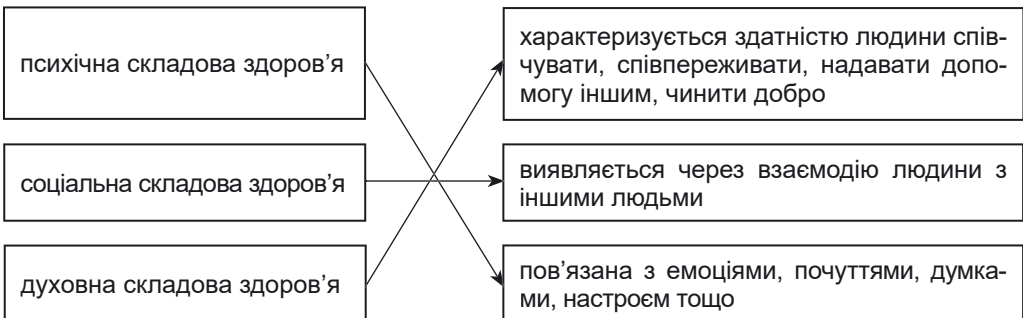 психічна складова здоров’я
характеризується здатністю людини спів-
чувати, співпереживати, надавати допо-
могу іншим, чинити добро
соціальна складова здоров’я
виявляється через взаємодію людини з
іншими людьми
духовна складова здоров’я
пов’язана з емоціями, почуттями, думка-
ми, настроєм тощо